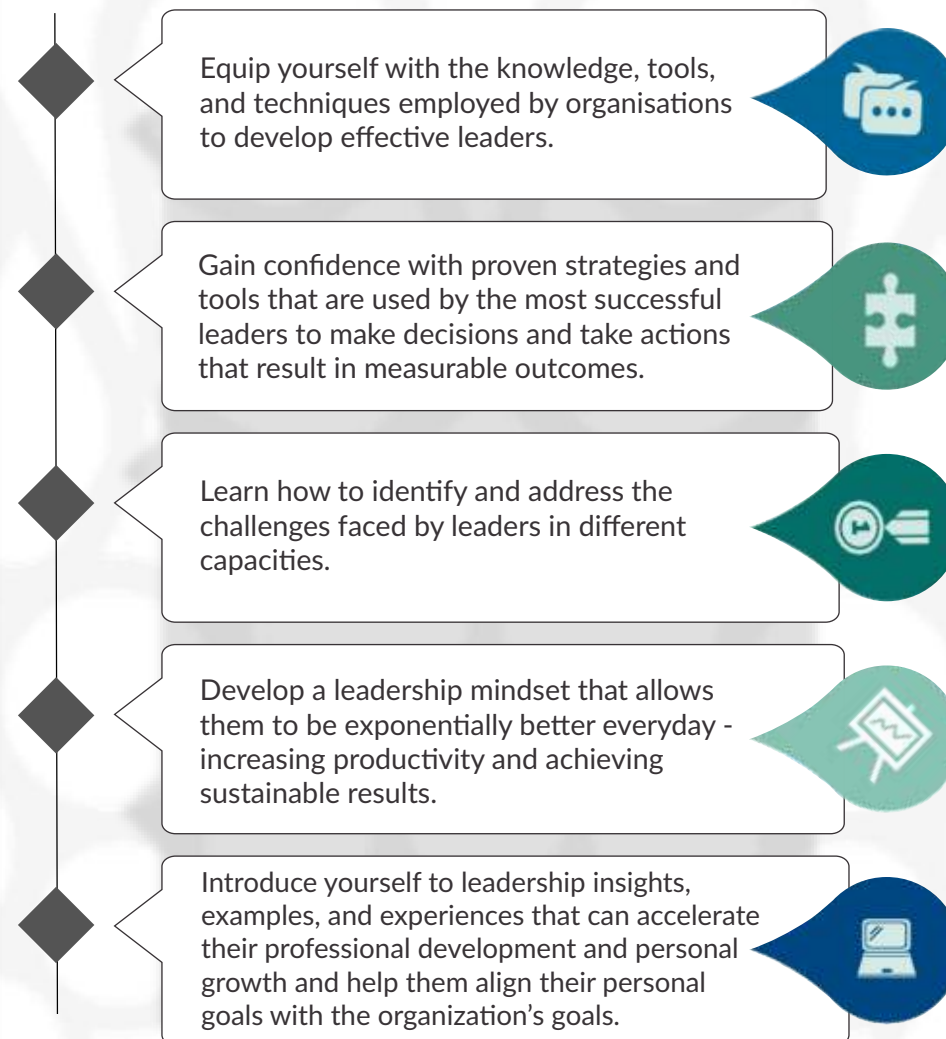 Equip yourself with the knowledge, tools,
and techniques employed by organisations
to develop effective leaders.
Gain confidence with proven strategies and
tools that are used by the most successful
leaders to make decisions and take actions
that result in measurable outcomes.
Learn how to identify and address the
challenges faced by leaders in different
capacities.
Develop a leadership mindset that allows
them to be exponentially better everyday -
increasing productivity and achieving
sustainable results.
Introduce yourself to leadership insights,
examples, and experiences that can accelerate
their professional development and personal
growth and help them align their personal
goals with the organization's goals.